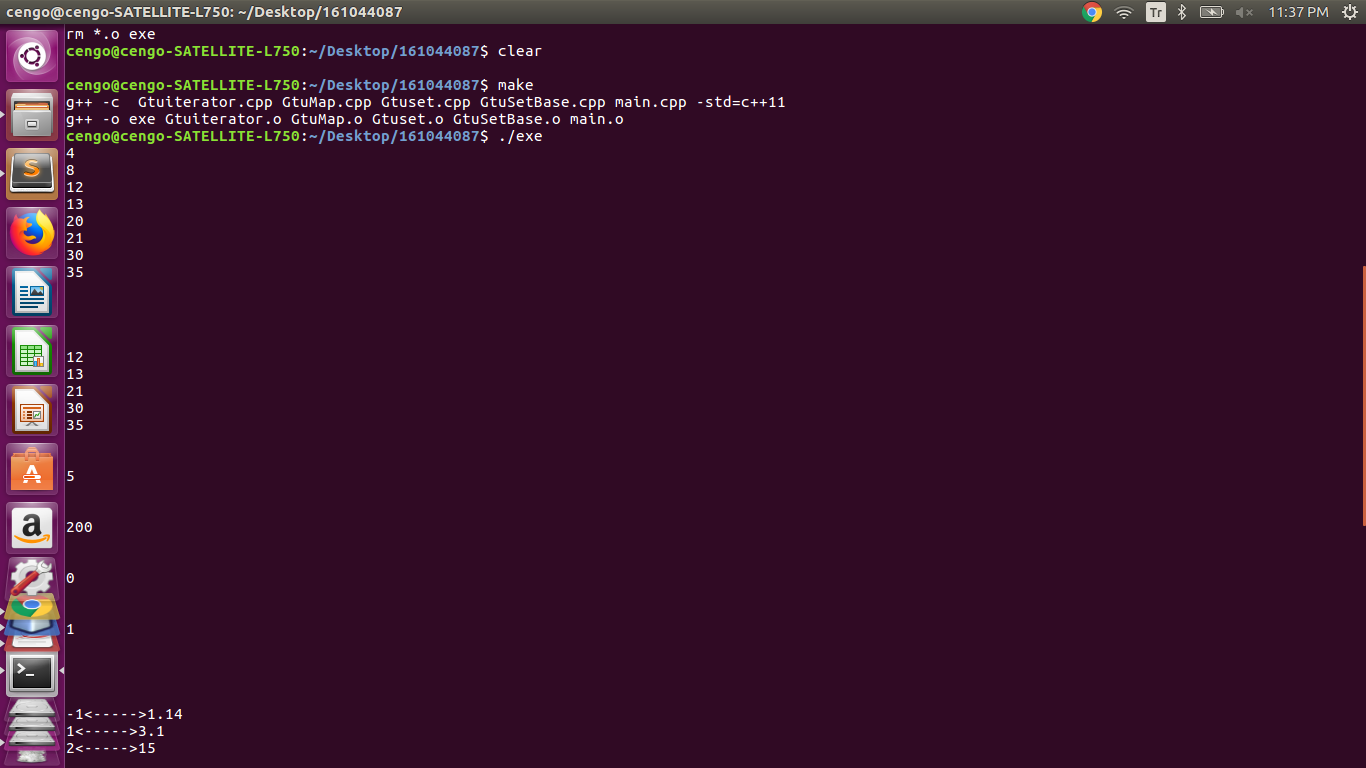 cengo@cengo-SATELLITE-L750: ~/Desktop/161044087
Tr
11:37 PM
rm *.o exe
cengo@cengo-SATELLITE-L750:~/Desktop/161044087$ clear
cengo@cengo-SATELLITE-L750:~/Desktop/161044087$ make
g++ -c  Gtuiterator.cpp GtuMap.cpp Gtuset.cpp GtuSetBase.cpp main.cpp -std=c++11
g++ -o exe Gtuiterator.o GtuMap.o Gtuset.o GtuSetBase.o main.o
cengo@cengo-SATELLITE-L750:~/Desktop/161044087$ ./exe
4
8
12
13
20
21
30
35
12
13
21
30
35
5
200
0
1
-1<----->1.14
1<----->3.1
2<----->15